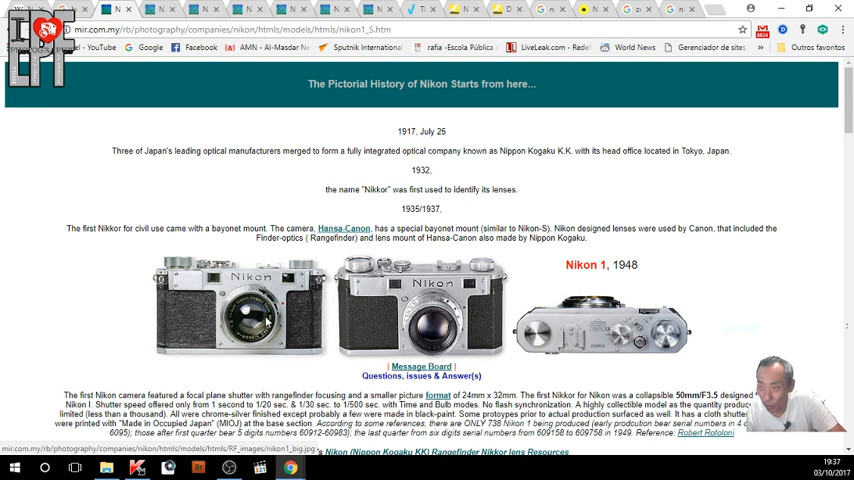 mir.com.my/rb/photography/companies/nikon/htmls/models/htmls/nikon1_S.htm
YouTube
Google
Facebook
AMN - Al-Masdar Ne
Sputnik Internation
rafia -Escola Públic
LiveLeak.com - Rede
World News
Gerenciador de sites
Outros favoritos
The Pictorial History of Nikon Starts from here...
1917, July 25
Three of Japan's leading optical manufacturers merged to form a fully integrated optical company known as Nippon Kogaku K.K. with its head office located in Tokyo, Japan.
1932,
the name "Nikkor" was first used to identify its lenses.
1935/1937,
The first Nikkor for civil use came with a bayonet mount. The camera, Hansa-Canon, has a special bayonet mount (similar to Nikon-S). Nikon designed lenses were used by Canon, that included the
Finder-optics ( Rangefinder) and lens mount of Hansa-Canon also made by Nippon Kogaku.
Nikon 1, 1948
Nikon
Nikon
| Message Board |
Questions, issues & Answer(s)
The first Nikon camera featured a focal plane shutter with rangefinder focusing and a smaller picture format of 24mm x 32mm. The first Nikkor for Nikon was a collapsible 50mm/F3.5 designed
Nikon I. Shutter speed offered only from 1 second to 1/20 sec. & 1/30 sec. to 1/500 sec. with Time and Bulb modes. No flash synchronization. A highly collectible model as the quantity produc
limited (less than a thousand). All were chrome-silver finished except probably a few were made in black-paint. Some protypes prior to actual production surfaced as well. It has a cloth shutte
were printed with "Made in Occupied Japan" (MIOJ) at the base section. According to some references, there are ONLY 738 Nikon 1 being produced (early prodcution bear serial numbers in 4 o
6095); those after first quarter bear 5 digits numbers 60912-60983); the last quarter from six digits serial numbers from 609158 to 609758 in 1949. Reference: Robert Rotoloni
's Nikon (Nippon Kogaku KK) Rangefinder Nikkor lens Resources
mir.com.my/rb/photography/companies/nikon/htmls/models/htmls/RF_images/nikon1_big.jpg
19:37
03/10/2017